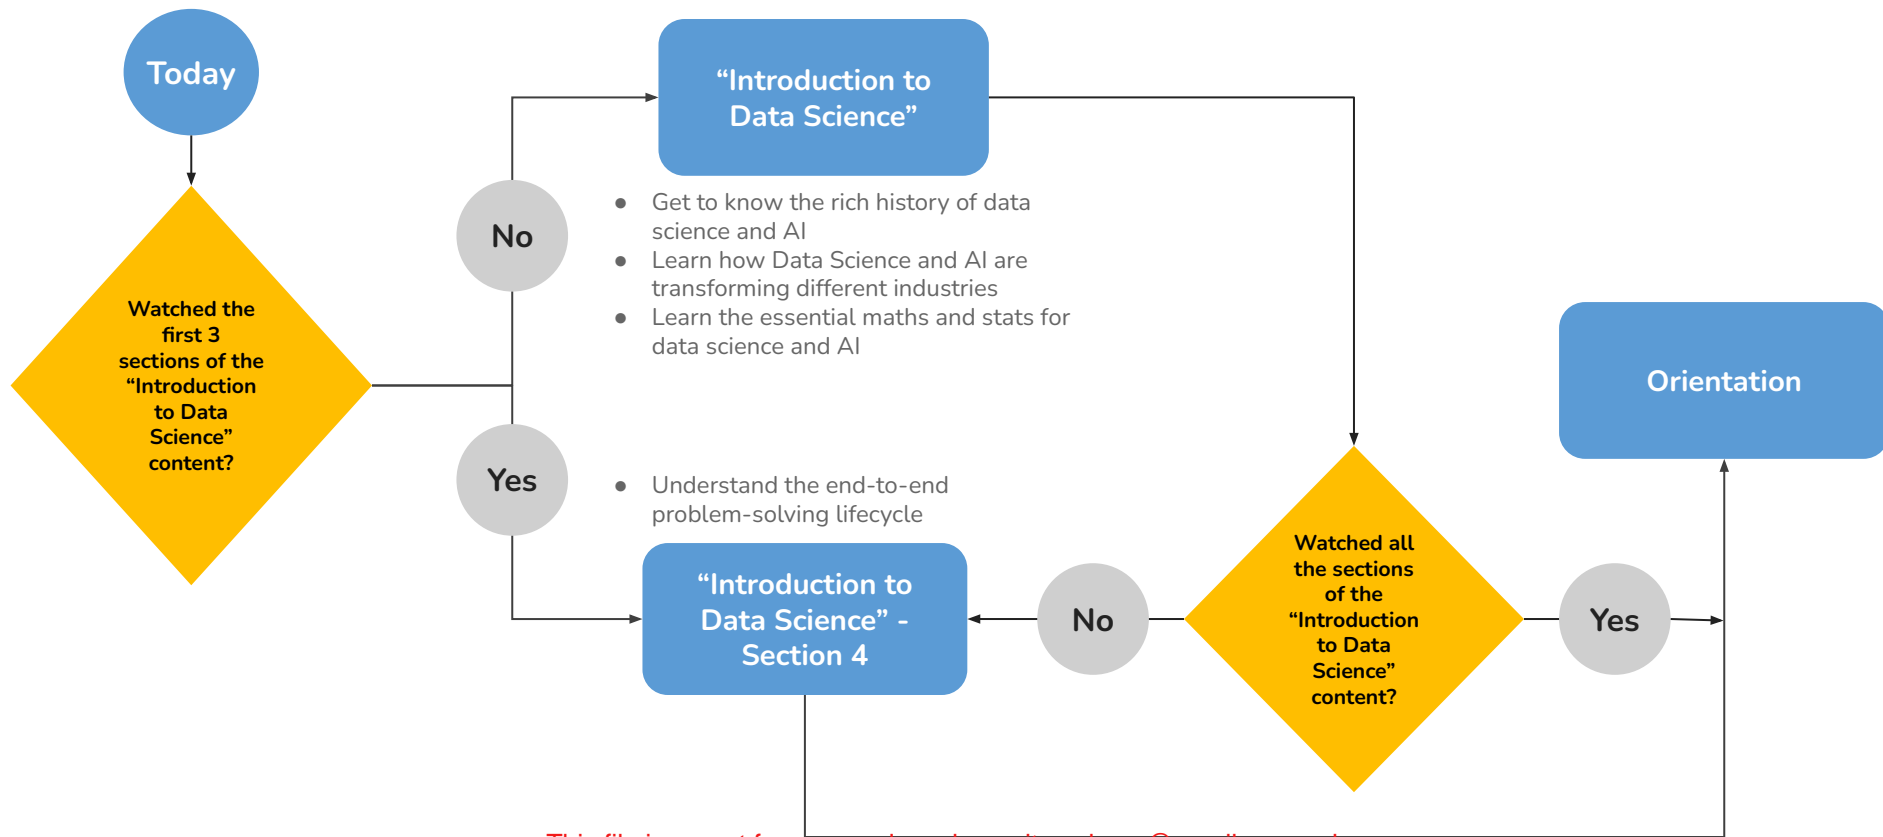 Today
“Introduction to
Data Science”
No
● Get to know the rich history of data
science and AI
● Learn how Data Science and AI are
transforming different industries
● Learn the essential maths and stats for
data science and AI
Watched the
first 3
sections of the
“Introduction
to Data
Science”
content?
Orientation
Yes
● Understand the end-to-end
problem-solving lifecycle
“Introduction to
Data Science” -
Section 4
No
Watched all
the sections
of the
“Introduction
to Data
Science”
content?
Yes